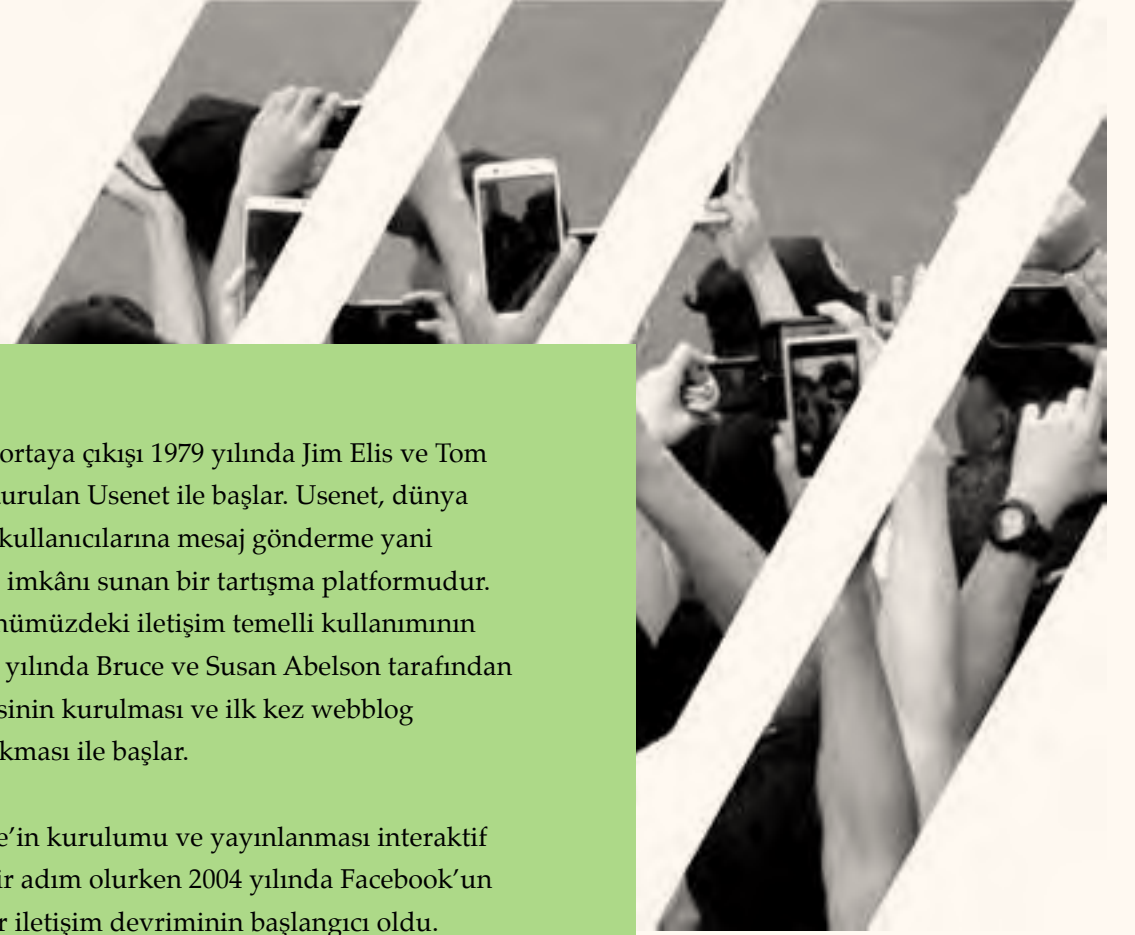 ortaya çıkışı 1979 yılında Jim Elis ve Tom
urulan Usenet ile başlar. Usenet, dünya
kullanıcılarına mesaj gönderme yani
imkânı sunan bir tartışma platformudur.
nümüzdeki iletişim temelli kullanımının
yılında Bruce ve Susan Abelson tarafından
sinin kurulması ve ilk kez webblog
kması ile başlar.
e’in kurulumu ve yayınlanması interaktif
ir adım olurken 2004 yılında Facebook’un
r iletişim devriminin başlangıcı oldu.